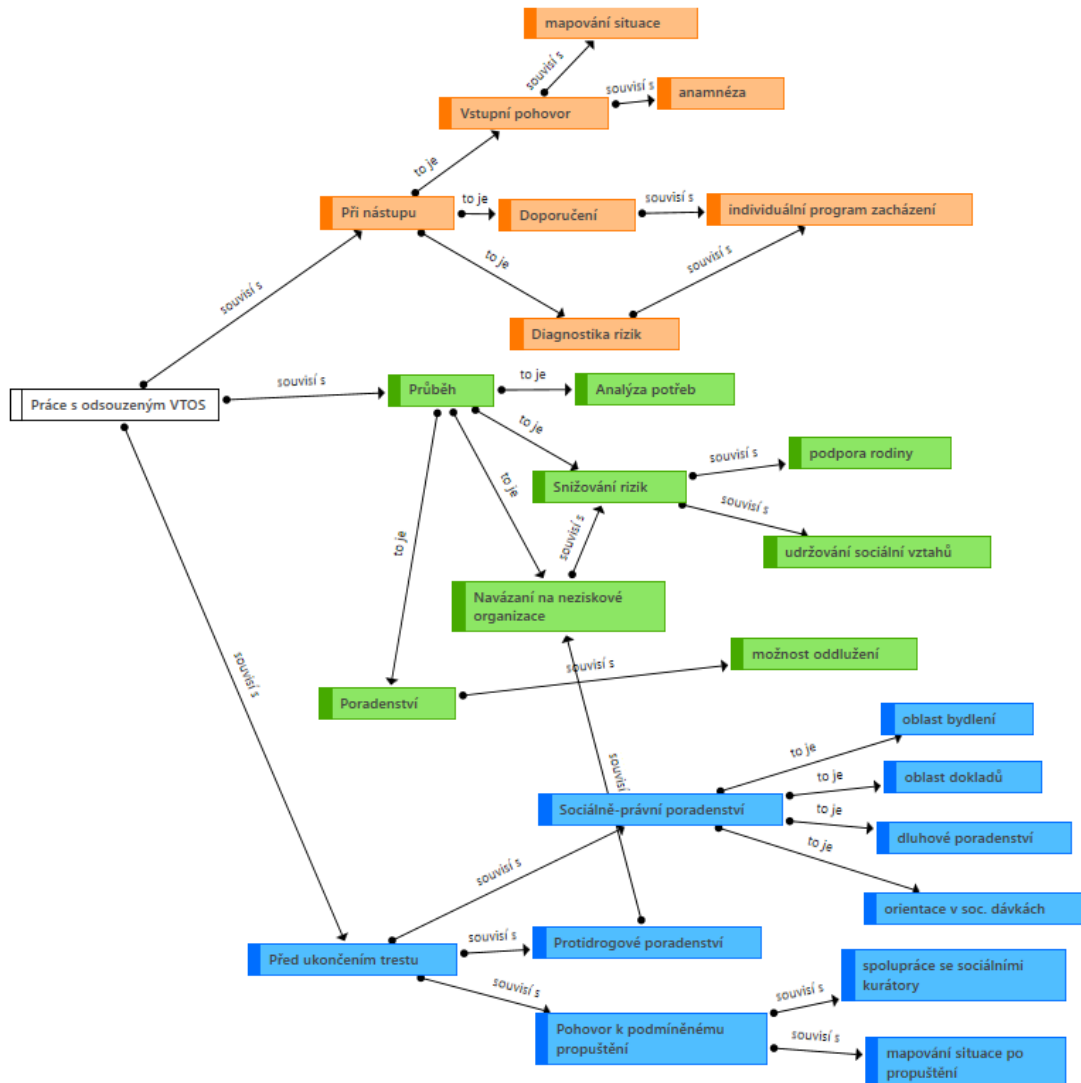 mapování situace
souvisí s
souvisí s
anamnéza
Vstupní pohovor
to je
Při nástupu
to je
Doporučení
souvisí s
individuální program zacházení
to je
souvisí s
souvisí s
Diagnostika rizik
Práce s odsouzeným VTOS
souvisí s
Průběh
to je
Analýza potřeb
to je
souvisí s
podpora rodiny
Snižování rizik
to je
souvisí s
souvisí s
to je
udržování sociální vztahů
Navázaní na neziskové
organizace
možnost oddlužení
souvisí s
Poradenství
souvisí s
oblast bydlení
to je
souvisí
to je
oblast dokladů
Sociálně-právní poradenství
to je
dluhové poradenství
to je
souvisí s
orientace v soc. dávkách
souvisí s
Protidrogové poradenství
Před ukončením trestu
spolupráce se sociálními
kurátory
souvisí s
souvisí s
Pohovor k podmíněnému
propuštění
souvisí s
mapování situace po
propuštění